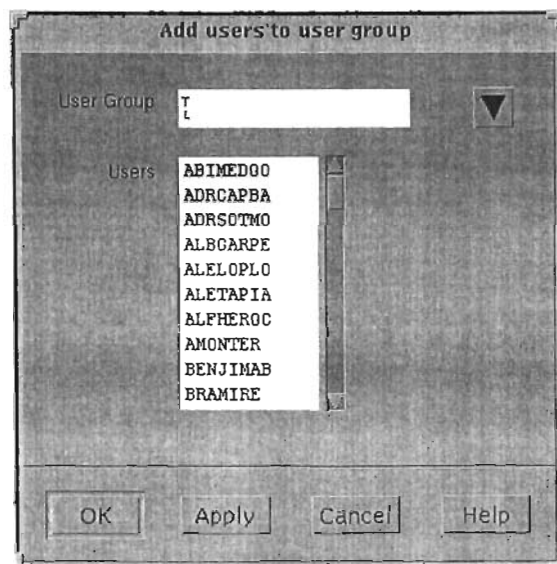 Add users to user group
User Group
Users
ABIMEDGO
ADRCAPBA
ADRSOTMO
ALBGARPE
ALELOPLO
ALETAPIA
ALFHEROC
AMONTER
BENJIMAB
BRAMIRE
OK
Apply
Cancel
Help